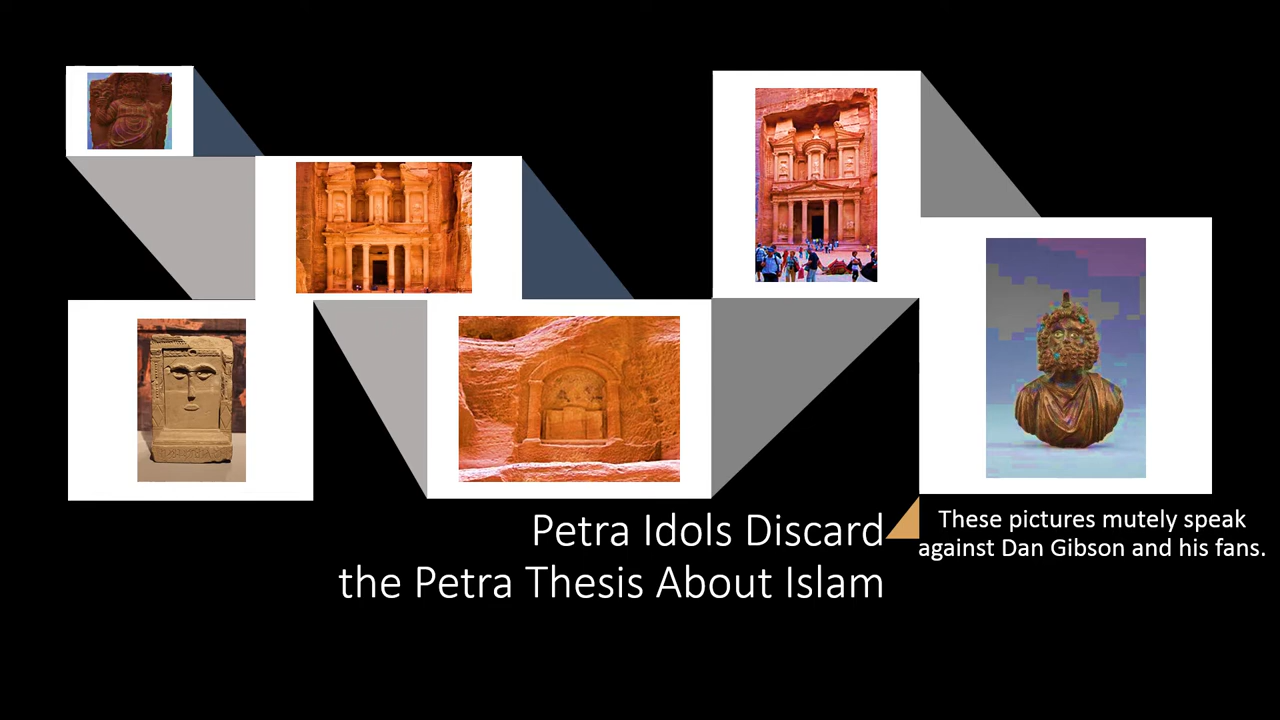 Petra Idols Discard
the Petra Thesis About Islam
These pictures mutely speak
against Dan Gibson and his fans.